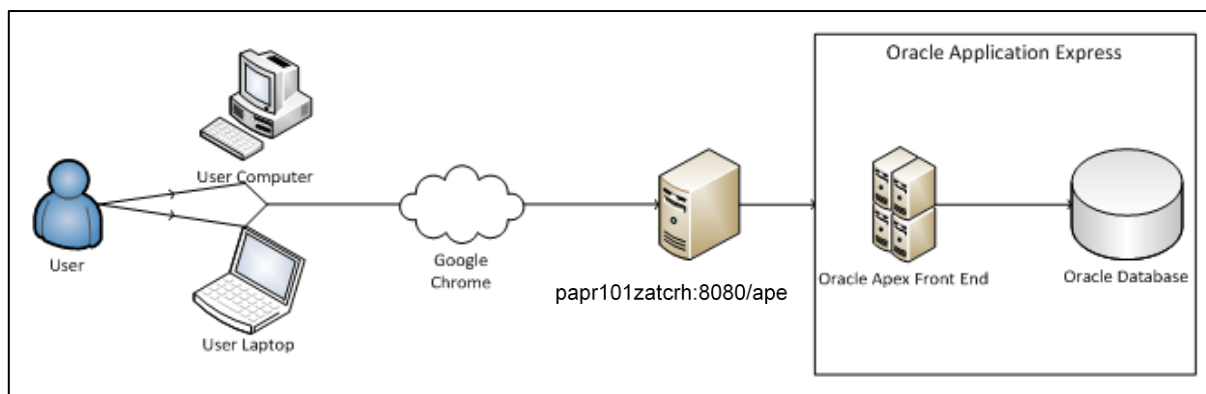 Oracle Application Express
User Computer
User
User Laptop
Google
Chrome
papr101zatcrh:8080/ape
Oracle Apex Front End
Oracle Database